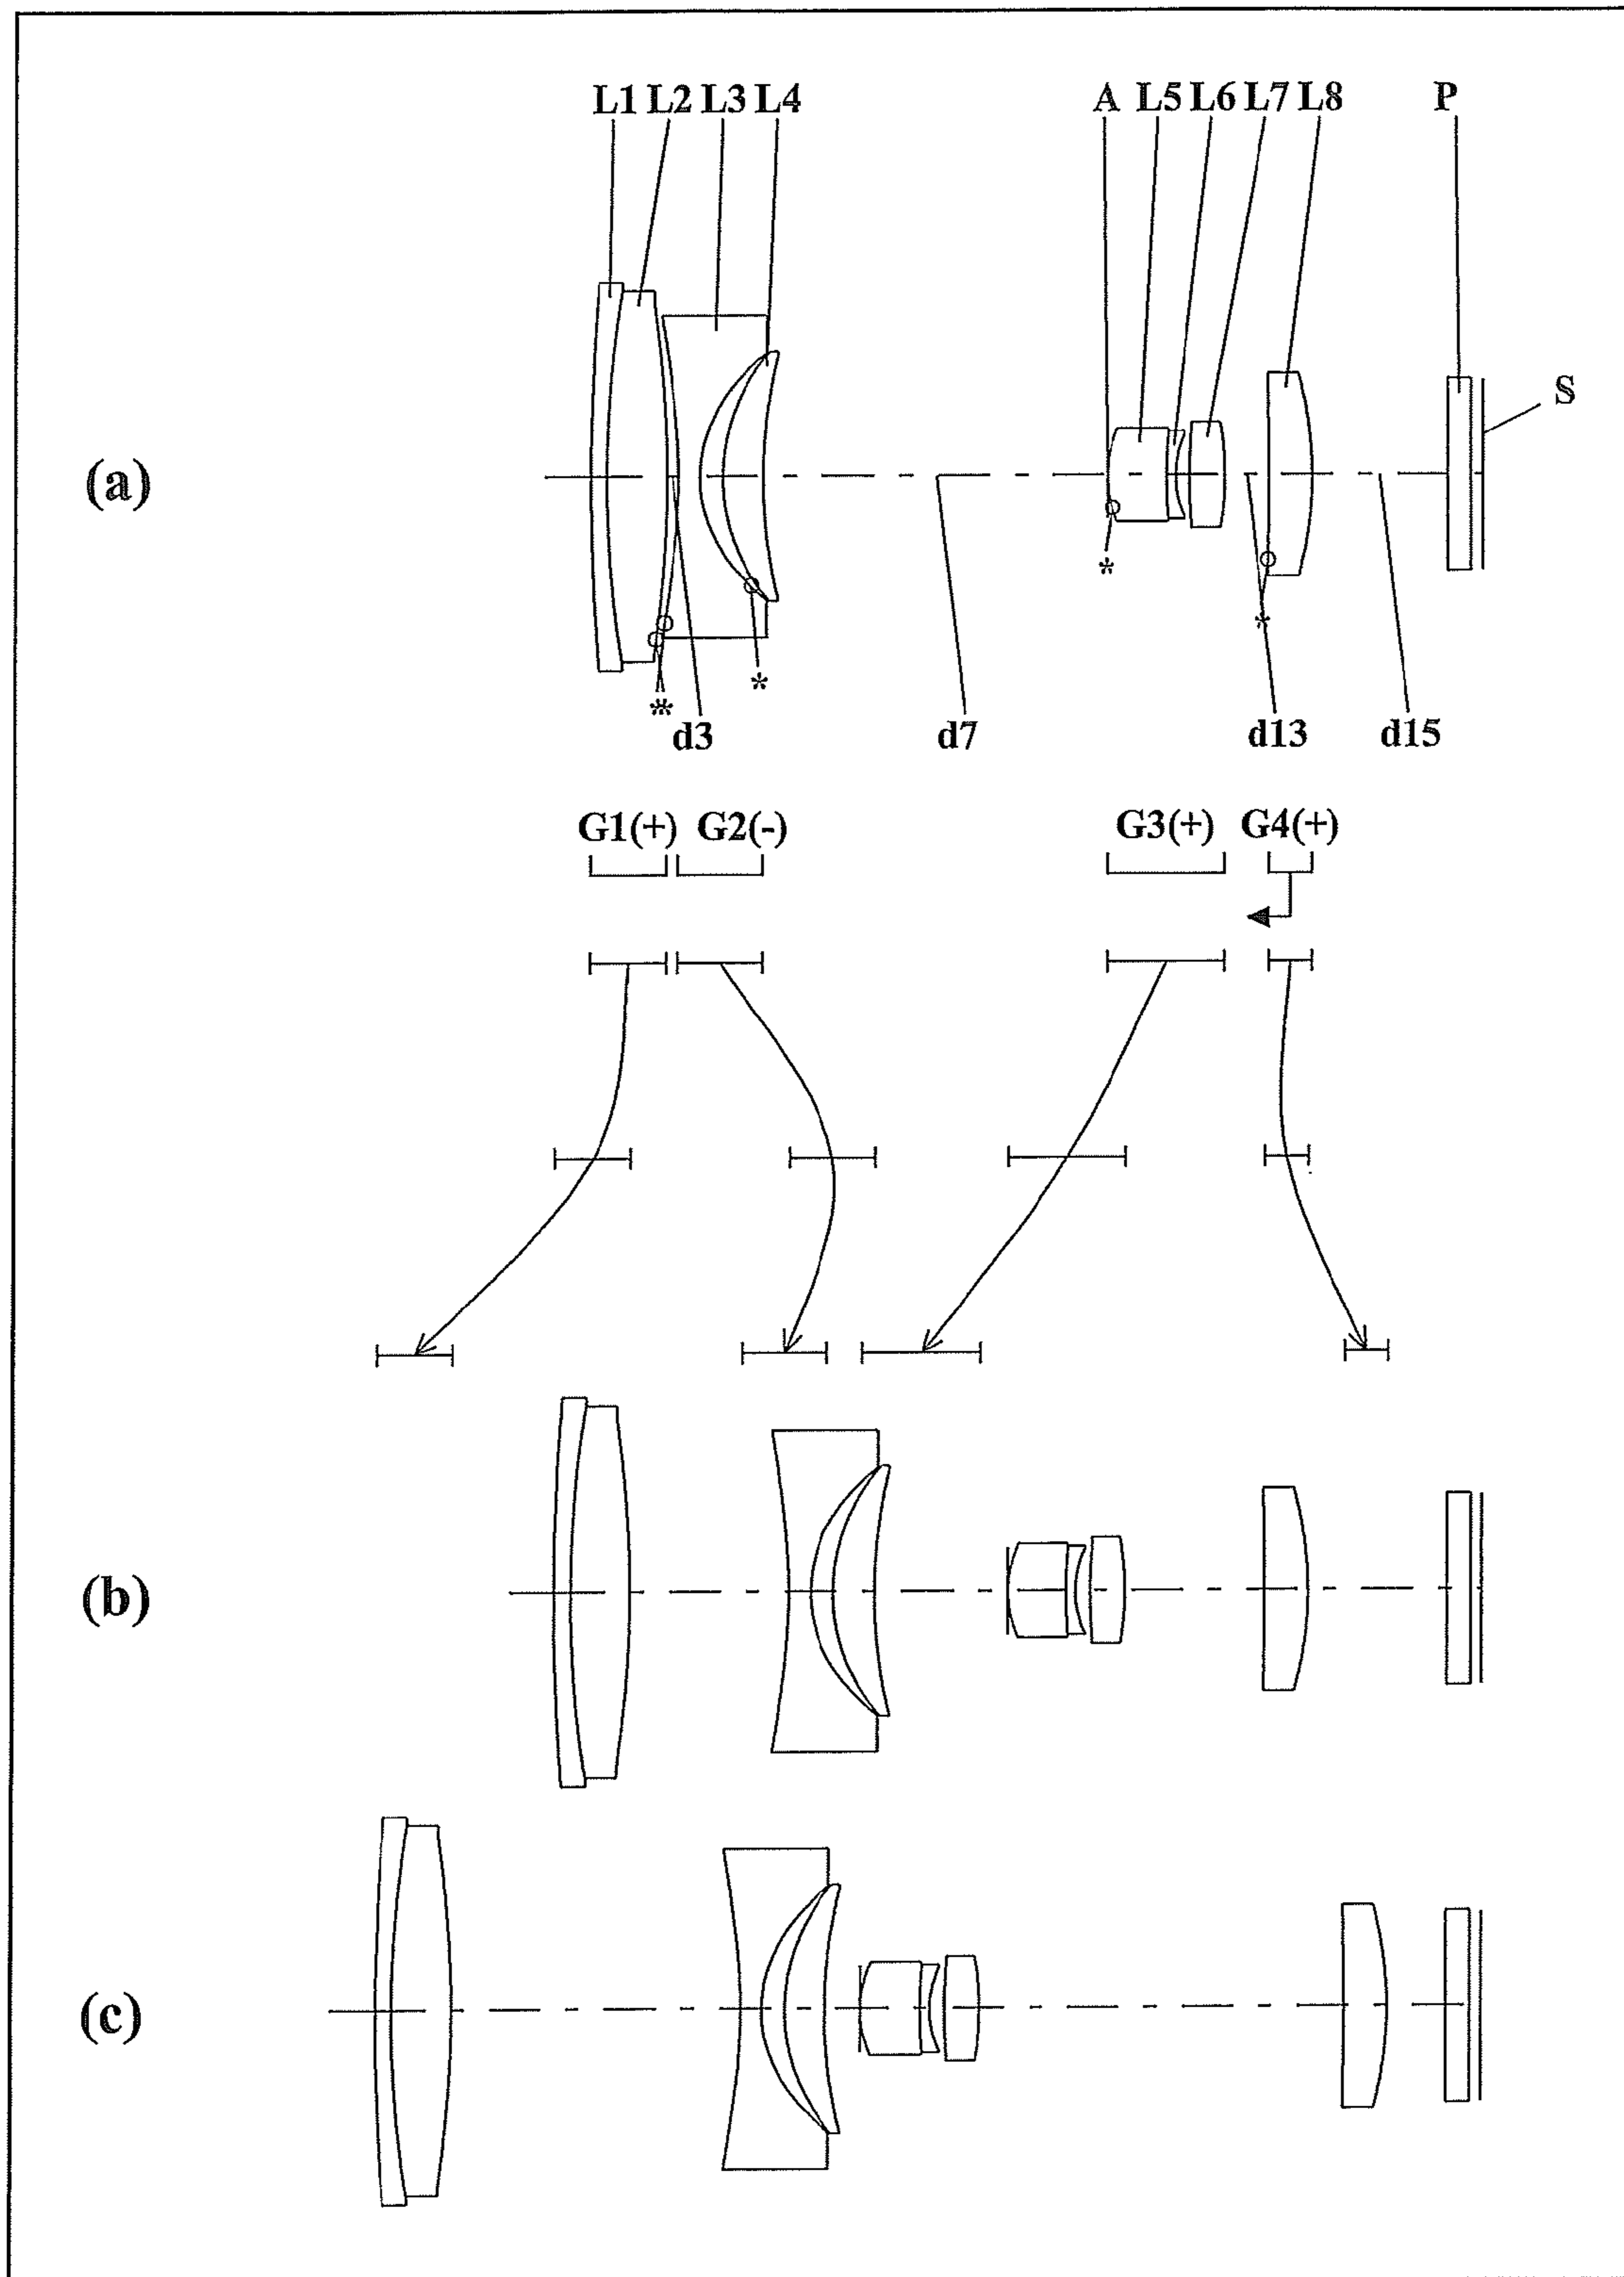 L1 L2 L3 L4 A L5 L6 L7 L8 P
S
(a)
* * * * *
d3 d7 d13 d15
G1(+) G2(-) G3(+) G4(+)
(b)
(c)